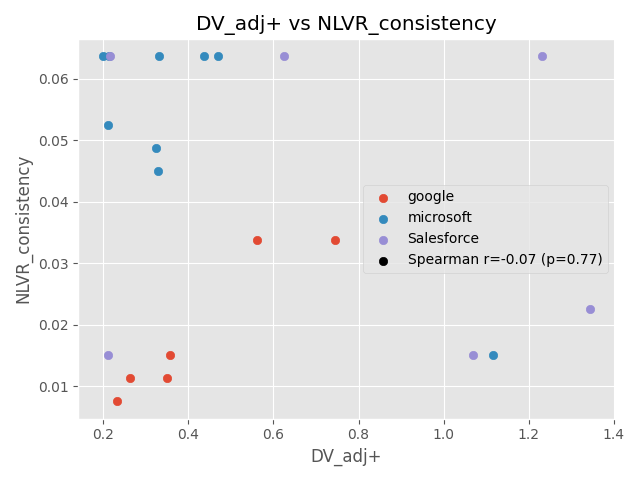 DV_adj+ vs NLVR_consistency
0.06
0.05
0.04
0.03
0.02
0.01
NLVR_consistency
google
microsoft
Salesforce
Spearman r=-0.07 (p=0.77)
0.2 0.4 0.6 0.8 1.0 1.2 1.4
DV_adj+